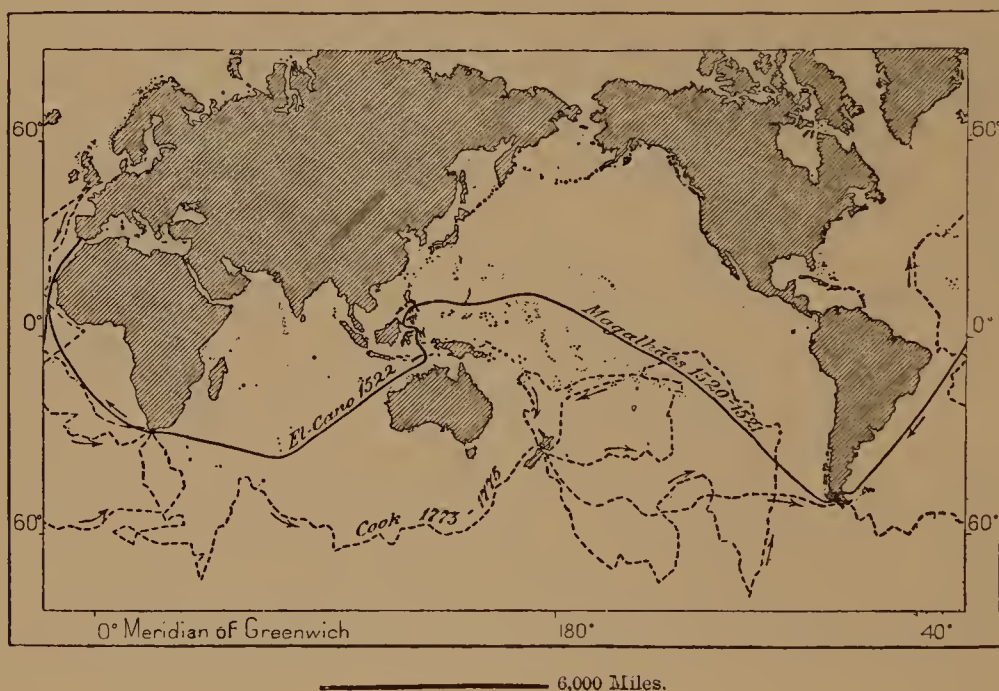 60°
60°
Magalhães 1520-1521
0°
0°
El-Cano 1522
Cook 1773 - 1775
60°
60°
0° Meridian of Greenwich 180° 40°
6,000 Miles.